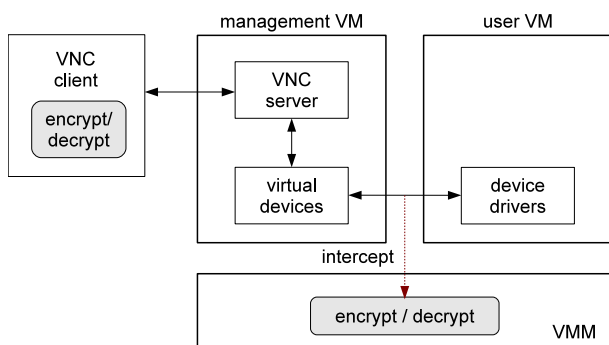 management VM
user VM
VNC
client
encrypt/
decrypt
VNC
server
virtual
devices
device
drivers
intercept
encrypt / decrypt
VMM